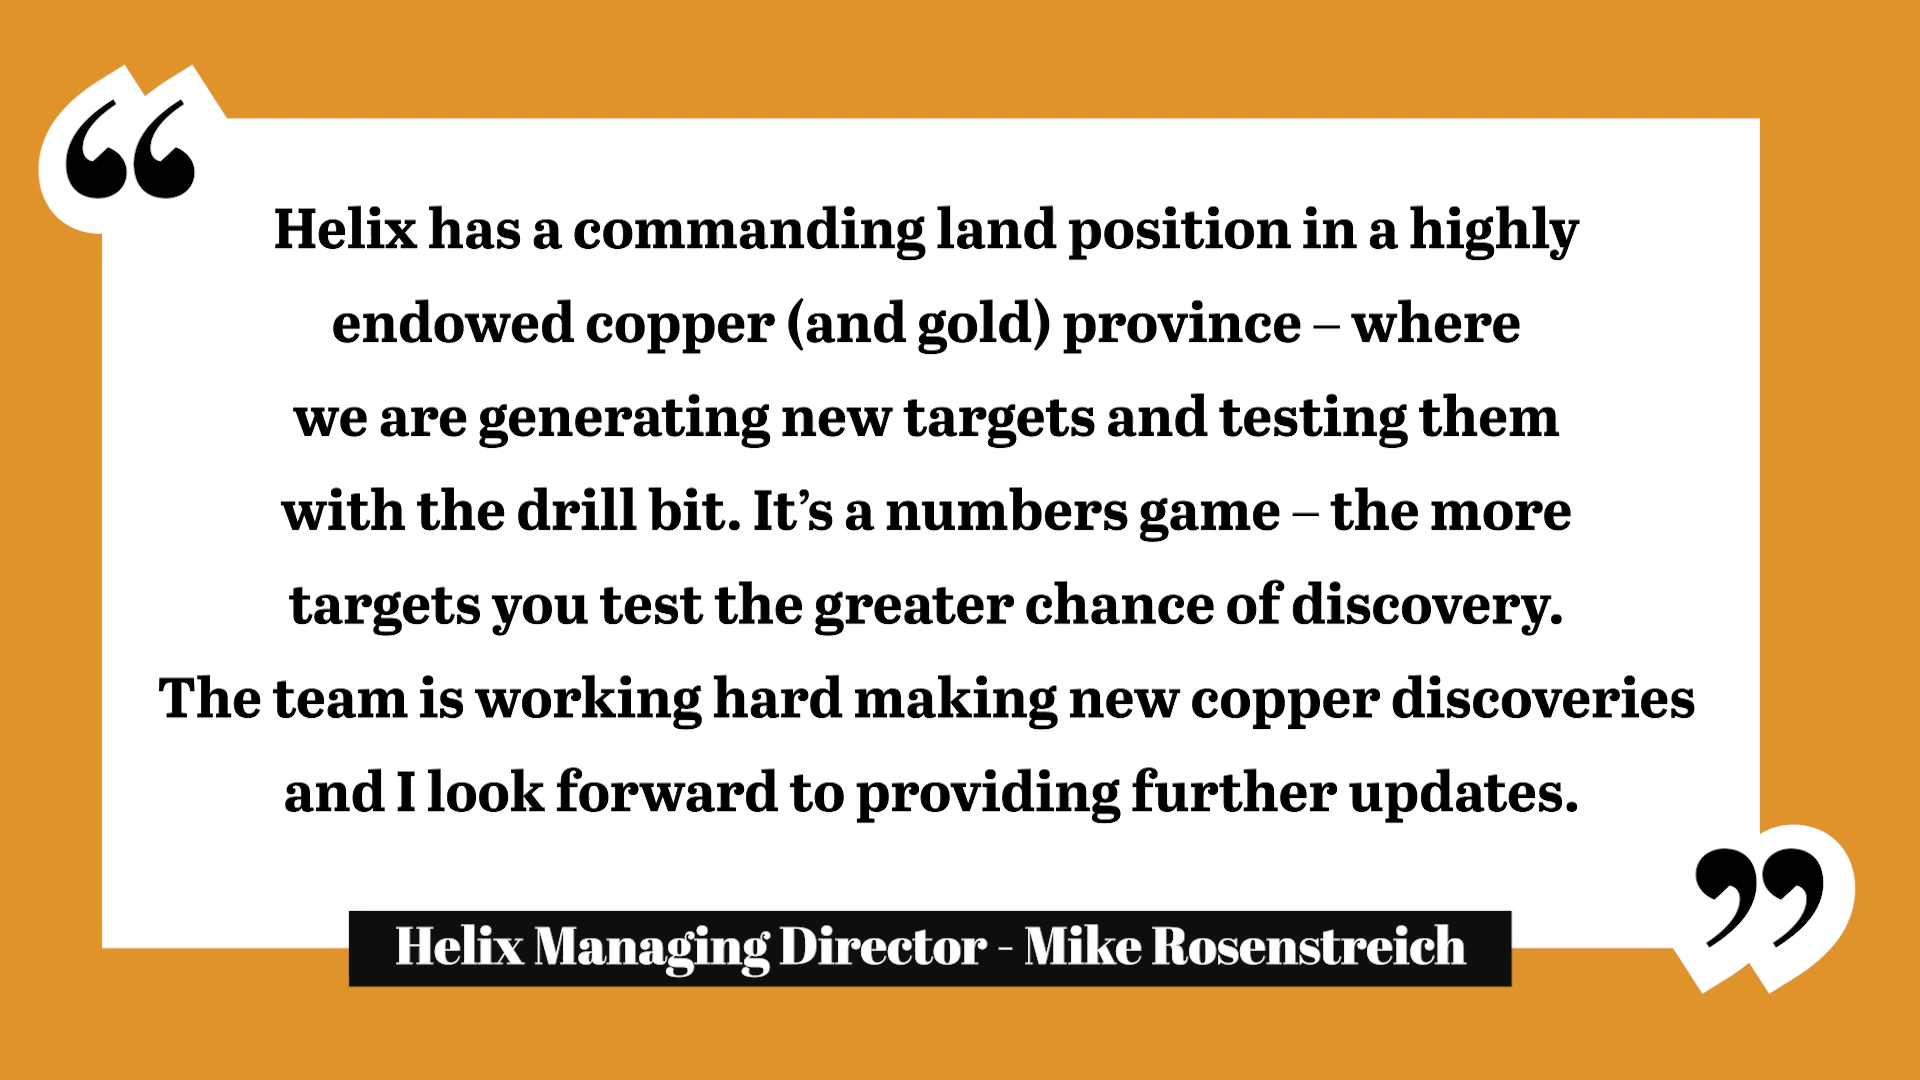 “
Helix has a commanding land position in a highly
endowed copper (and gold) province – where
we are generating new targets and testing them
with the drill bit. It’s a numbers game – the more
targets you test the greater chance of discovery.
The team is working hard making new copper discoveries
and I look forward to providing further updates.
”
Helix Managing Director - Mike Rosenstreich